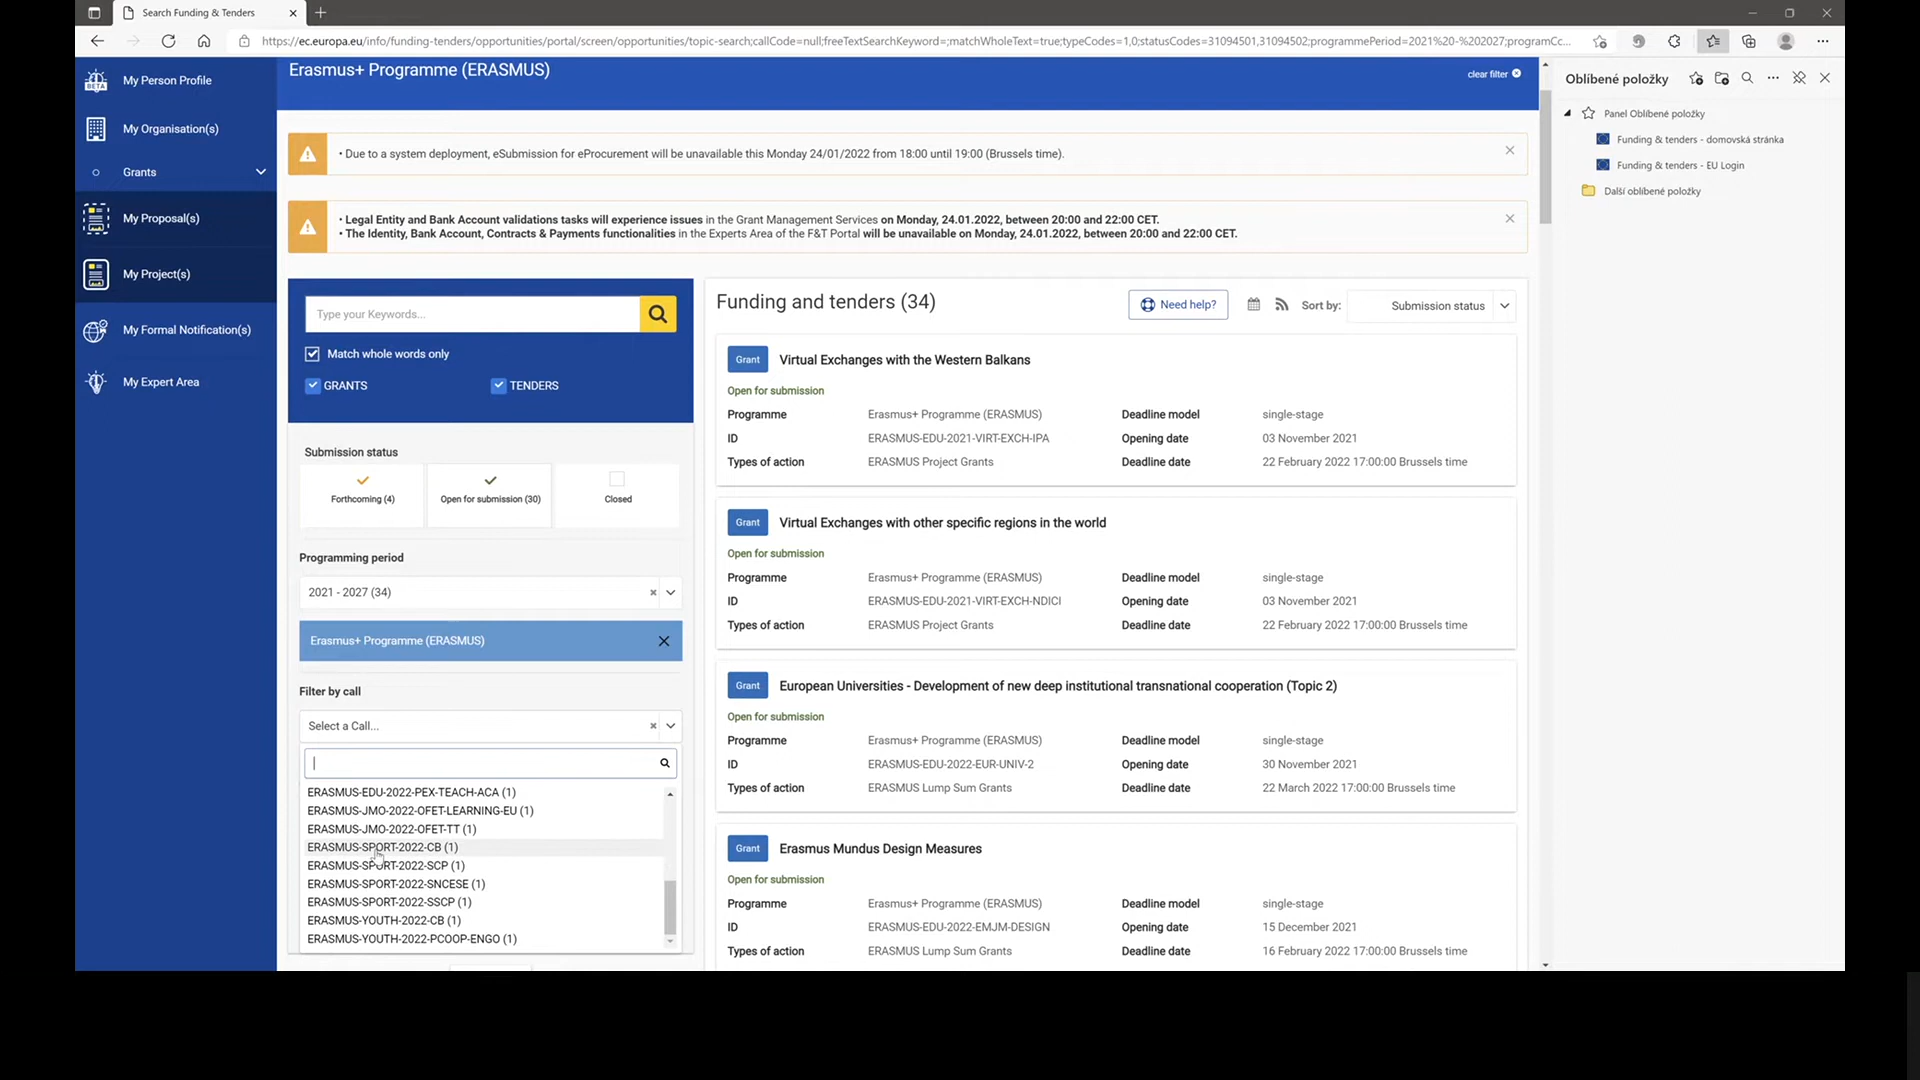 Search Funding & Tenders
https://ec.europa.eu/info/funding-tenders/opportunities/portal/screen/opportunities/topic-search;callCode=null;freeTextSearchKeyword=;matchWholeText=true;typeCodes=1,0;statusCodes=31094501,31094502;programmePeriod=2021%20-%202027;programCc...
BETA
My Person Profile
My Organisation(s)
Grants
My Proposal(s)
My Project(s)
My Formal Notification(s)
My Expert Area
Erasmus+ Programme (ERASMUS)
clear filter
• Due to a system deployment, eSubmission for eProcurement will be unavailable this Monday 24/01/2022 from 18:00 until 19:00 (Brussels time).
• Legal Entity and Bank Account validations tasks will experience issues in the Grant Management Services on Monday, 24.01.2022, between 20:00 and 22:00 CET.
• The Identity, Bank Account, Contracts & Payments functionalities in the Experts Area of the F&T Portal will be unavailable on Monday, 24.01.2022, between 20:00 and 22:00 CET.
Type your Keywords...
Match whole words only
GRANTS TENDERS
Submission status
Forthcoming (4) Open for submission (30) Closed
Programming period
2021 - 2027 (34)
Erasmus+ Programme (ERASMUS)
Filter by call
Select a Call...
ERASMUS-EDU-2022-PEX-TEACH-ACA (1)
ERASMUS-JMO-2022-OFET-LEARNING-EU (1)
ERASMUS-JMO-2022-OFET-TT (1)
ERASMUS-SPORT-2022-CB (1)
ERASMUS-SPORT-2022-SCP (1)
ERASMUS-SPORT-2022-SNCESE (1)
ERASMUS-SPORT-2022-SSCP (1)
ERASMUS-YOUTH-2022-CB (1)
ERASMUS-YOUTH-2022-PCOOP-ENGO (1)
Funding and tenders (34)
Need help?
Sort by: Submission status
Grant Virtual Exchanges with the Western Balkans
Open for submission
Programme Erasmus+ Programme (ERASMUS) Deadline model single-stage
ID ERASMUS-EDU-2021-VIRT-EXCH-IPA Opening date 03 November 2021
Types of action ERASMUS Project Grants Deadline date 22 February 2022 17:00:00 Brussels time
Grant Virtual Exchanges with other specific regions in the world
Open for submission
Programme Erasmus+ Programme (ERASMUS) Deadline model single-stage
ID ERASMUS-EDU-2021-VIRT-EXCH-NDICI Opening date 03 November 2021
Types of action ERASMUS Project Grants Deadline date 22 February 2022 17:00:00 Brussels time
Grant European Universities - Development of new deep institutional transnational cooperation (Topic 2)
Open for submission
Programme Erasmus+ Programme (ERASMUS) Deadline model single-stage
ID ERASMUS-EDU-2022-EUR-UNIV-2 Opening date 30 November 2021
Types of action ERASMUS Lump Sum Grants Deadline date 22 March 2022 17:00:00 Brussels time
Grant Erasmus Mundus Design Measures
Open for submission
Programme Erasmus+ Programme (ERASMUS) Deadline model single-stage
ID ERASMUS-EDU-2022-EMJM-DESIGN Opening date 15 December 2021
Types of action ERASMUS Lump Sum Grants Deadline date 16 February 2022 17:00:00 Brussels time
Oblíbené položky
Panel Oblíbené položky
Funding & tenders - domovská stránka
Funding & tenders - EU Login
Další oblíbené položky